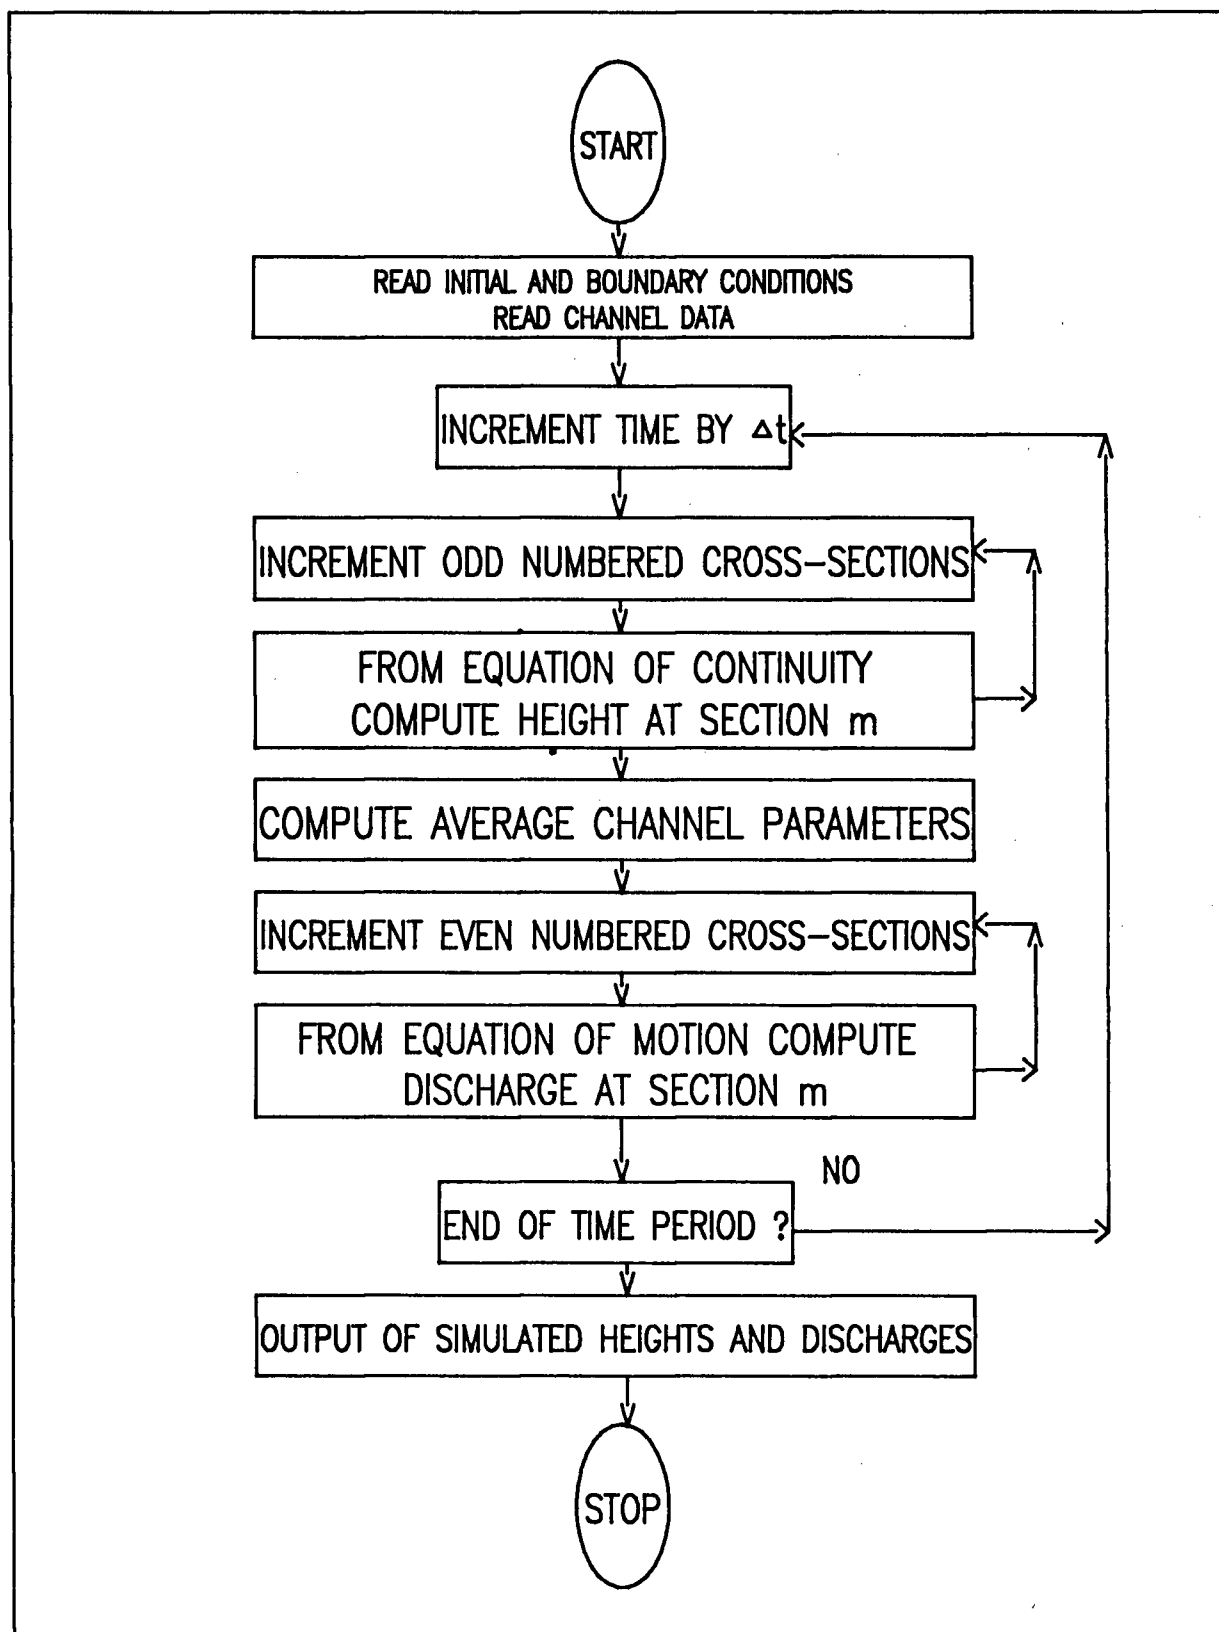 START
READ INITIAL AND BOUNDARY CONDITIONS
READ CHANNEL DATA
INCREMENT TIME BY Δt
INCREMENT ODD NUMBERED CROSS-SECTIONS
FROM EQUATION OF CONTINUITY
COMPUTE HEIGHT AT SECTION m
COMPUTE AVERAGE CHANNEL PARAMETERS
INCREMENT EVEN NUMBERED CROSS-SECTIONS
FROM EQUATION OF MOTION COMPUTE
DISCHARGE AT SECTION m
NO
END OF TIME PERIOD ?
OUTPUT OF SIMULATED HEIGHTS AND DISCHARGES
STOP